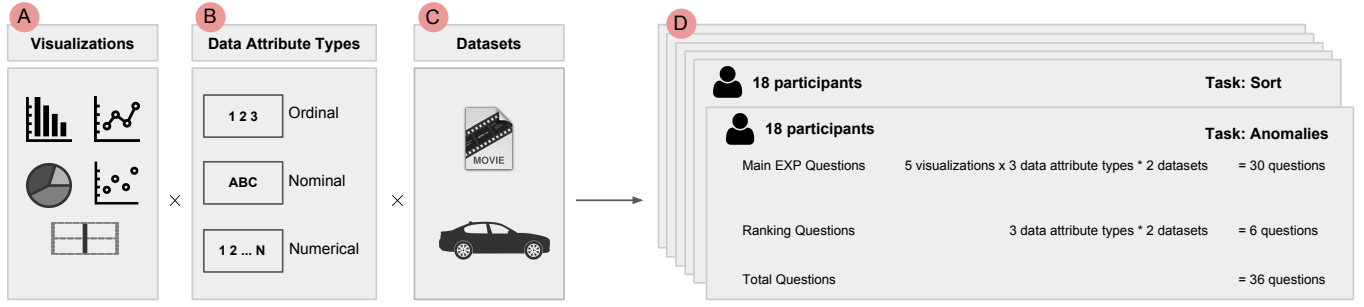 A
Visualizations
B
Data Attribute Types
1 2 3 Ordinal
ABC Nominal
1 2 ... N Numerical
C
Datasets
MOVIE
D
18 participants Task: Sort
18 participants
Task: Anomalies
Main EXP Questions 5 visualizations x 3 data attribute types * 2 datasets = 30 questions
Ranking Questions 3 data attribute types * 2 datasets = 6 questions
Total Questions = 36 questions